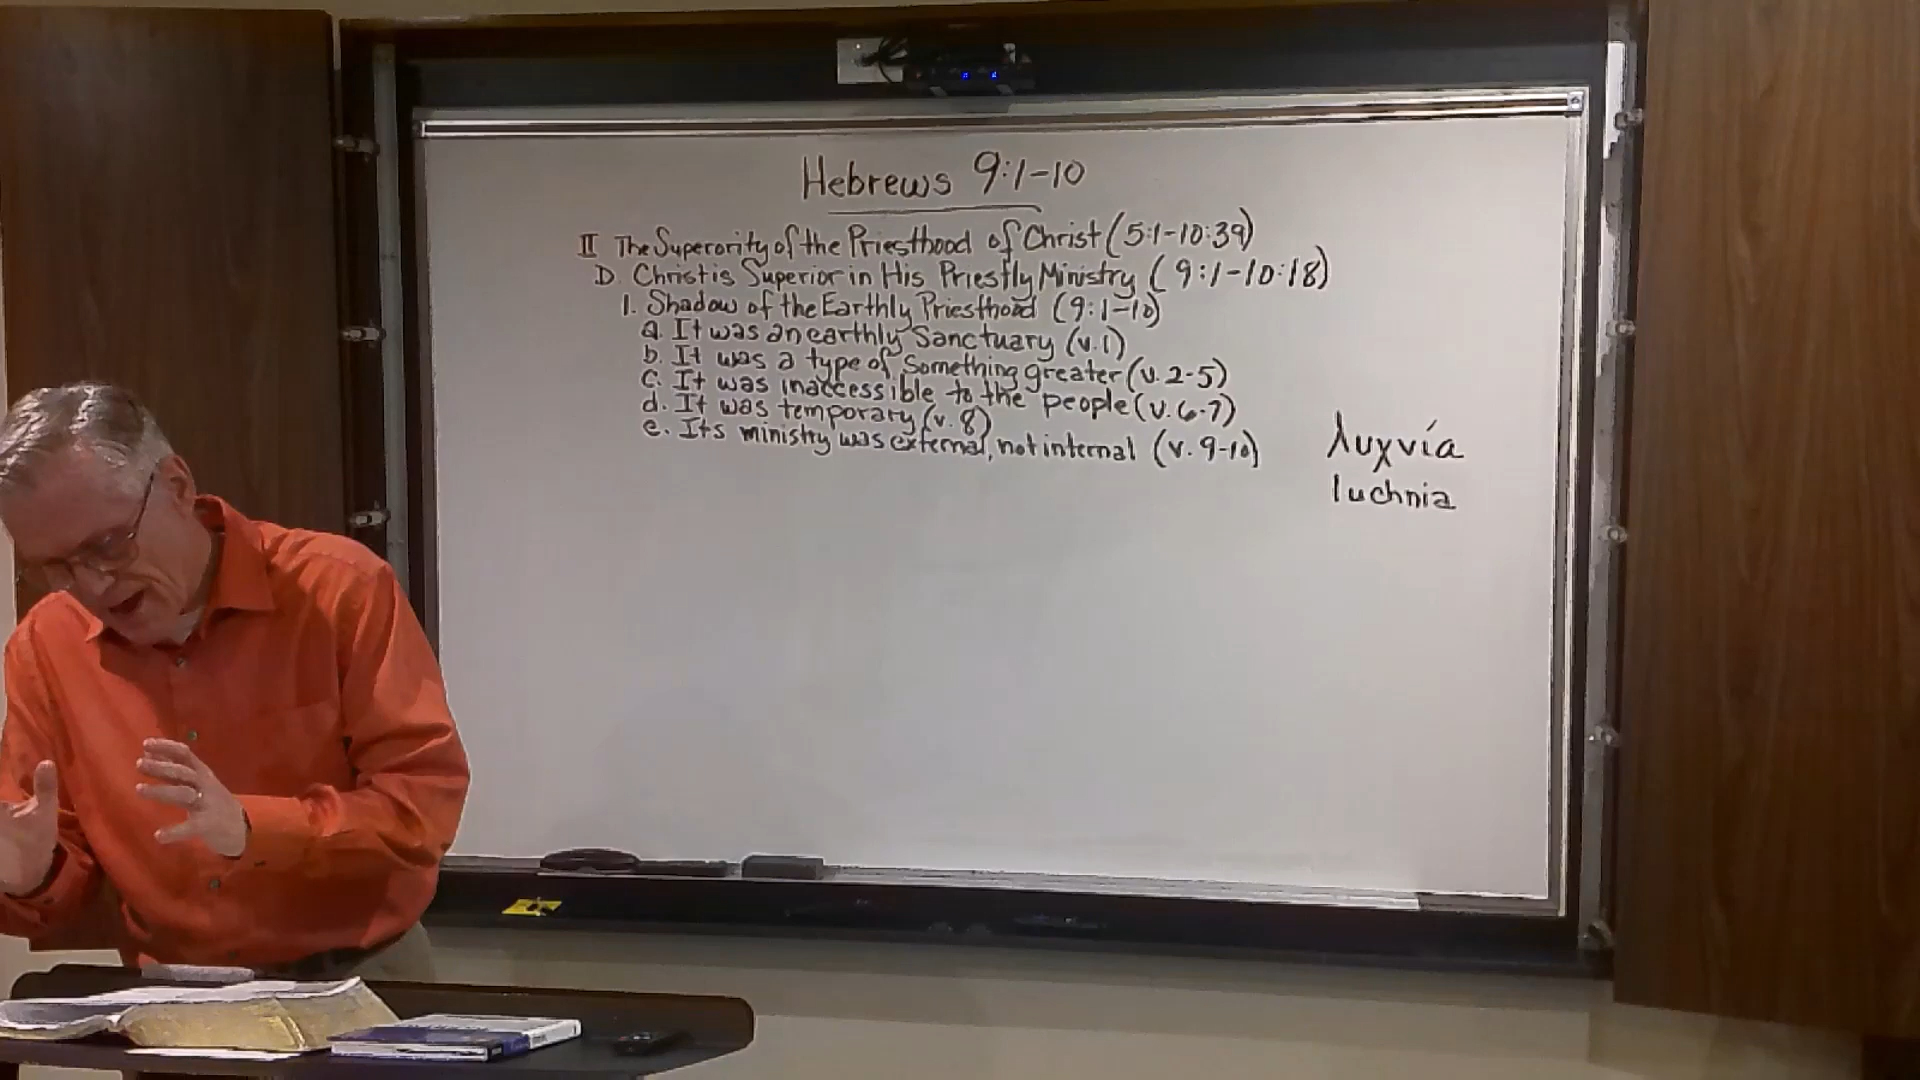 Hebrews 9:1-10
II The Superority of the Priesthood of Christ (5:1-10:39)
D. Christ is Superior in His Priestly Ministry (9:1-10:18)
1. Shadow of the Earthly Priesthood (9:1-10)
a. It was an earthly Sanctuary (v.1)
b. It was a type of Something greater (v. 2-5)
c. It was inaccessible to the people (v. 6-7)
d. It was temporary (v. 8)
e. Its ministry was external, not internal (v. 9-10)
λυχνία
luchnia